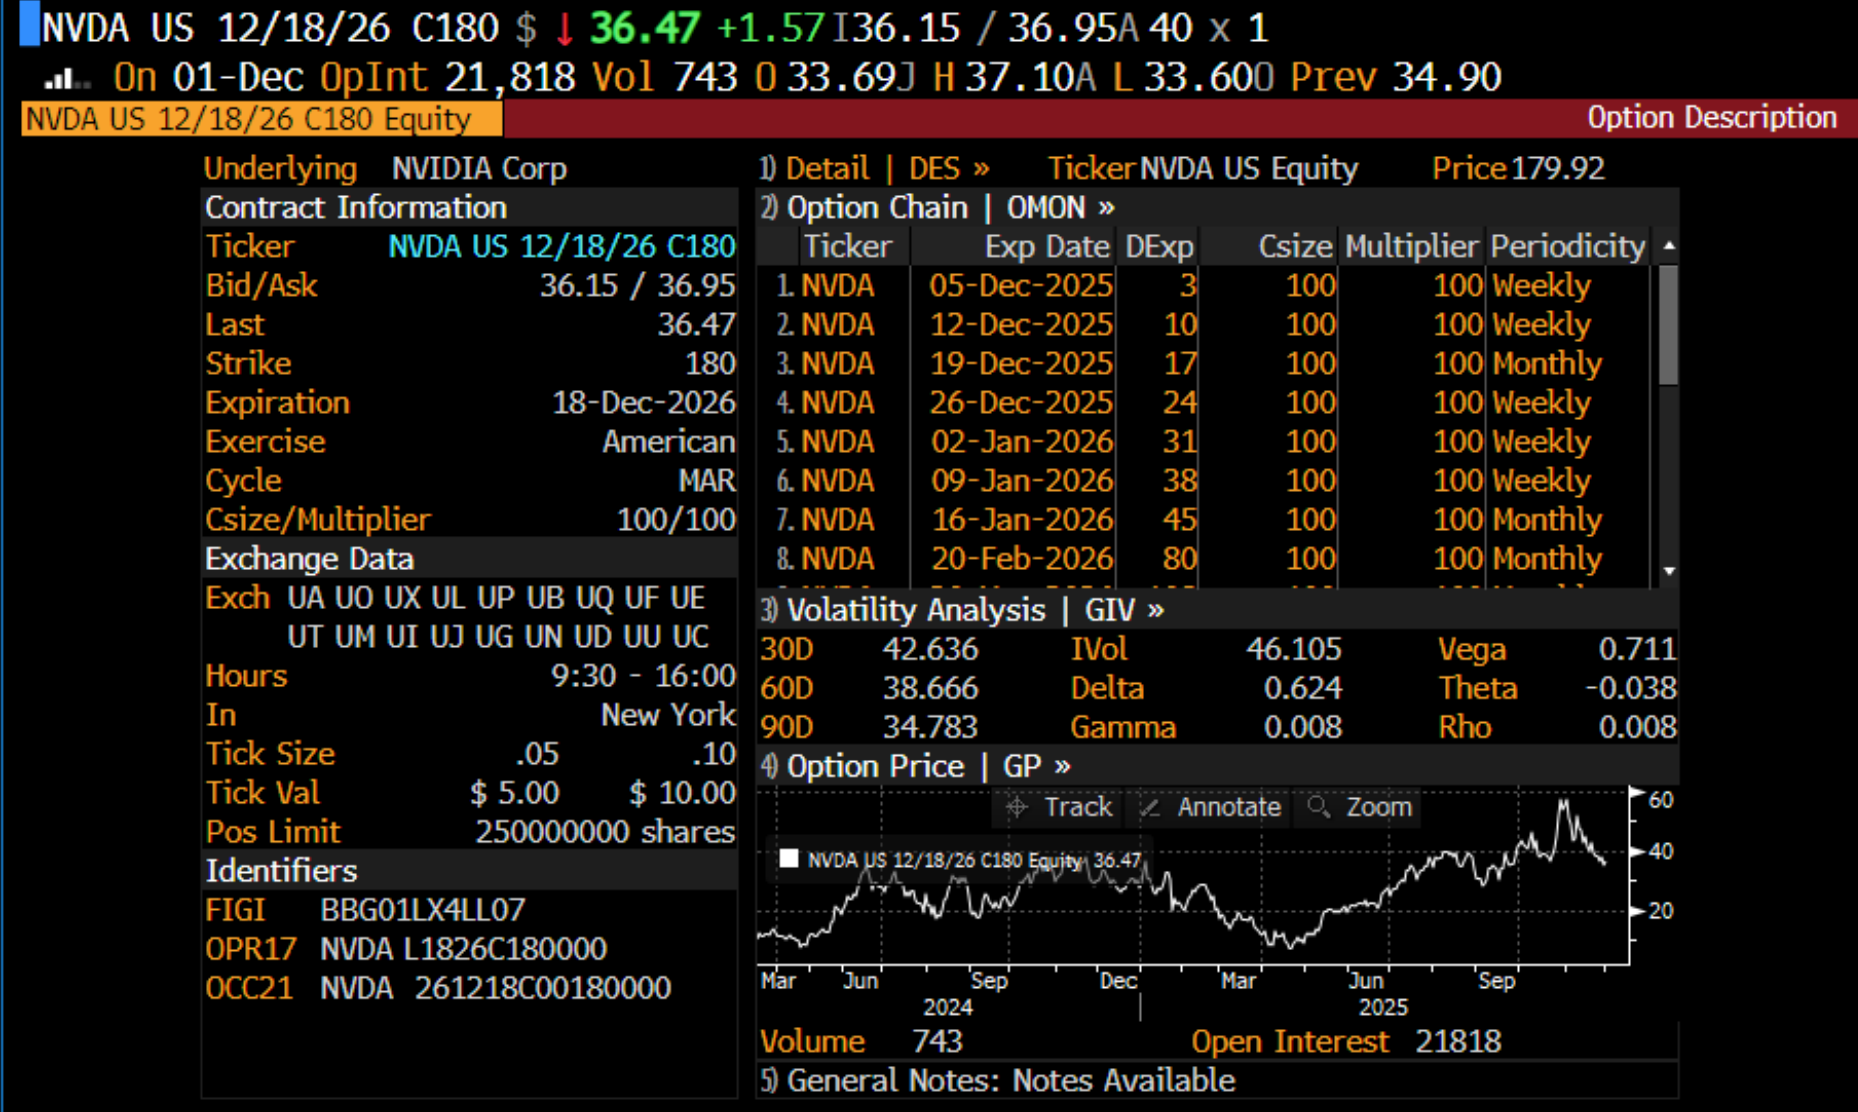 NVDA US 12/18/26 C180 $ ↓ 36.47 +1.57 I36.15 / 36.95A 40 x 1
On 01-Dec OpInt 21,818 Vol 743 O 33.69J H 37.10A L 33.60O Prev 34.90
NVDA US 12/18/26 C180 Equity Option Description
Underlying NVIDIA Corp
Contract Information
Ticker NVDA US 12/18/26 C180
Bid/Ask 36.15 / 36.95
Last 36.47
Strike 180
Expiration 18-Dec-2026
Exercise American
Cycle MAR
Csize/Multiplier 100/100
Exchange Data
Exch UA UO UX UL UP UB UQ UF UE
UT UM UI UJ UG UN UD UU UC
Hours 9:30 - 16:00
In New York
Tick Size .05 .10
Tick Val $ 5.00 $ 10.00
Pos Limit 250000000 shares
Identifiers
FIGI BBG01LX4LL07
OPR17 NVDA L1826C180000
OCC21 NVDA 261218C00180000
1) Detail | DES » Ticker NVDA US Equity Price 179.92
2) Option Chain | OMON »
Ticker Exp Date DExp Csize Multiplier Periodicity
1. NVDA 05-Dec-2025 3 100 100 Weekly
2. NVDA 12-Dec-2025 10 100 100 Weekly
3. NVDA 19-Dec-2025 17 100 100 Monthly
4. NVDA 26-Dec-2025 24 100 100 Weekly
5. NVDA 02-Jan-2026 31 100 100 Weekly
6. NVDA 09-Jan-2026 38 100 100 Weekly
7. NVDA 16-Jan-2026 45 100 100 Monthly
8. NVDA 20-Feb-2026 80 100 100 Monthly
3) Volatility Analysis | GIV »
30D 42.636 IVol 46.105 Vega 0.711
60D 38.666 Delta 0.624 Theta -0.038
90D 34.783 Gamma 0.008 Rho 0.008
4) Option Price | GP »
Track Annotate Zoom
NVDA US 12/18/26 C180 Equity 36.47
60
40
20
Mar Jun Sep Dec Mar Jun Sep
2024 2025
Volume 743 Open Interest 21818
5) General Notes: Notes Available